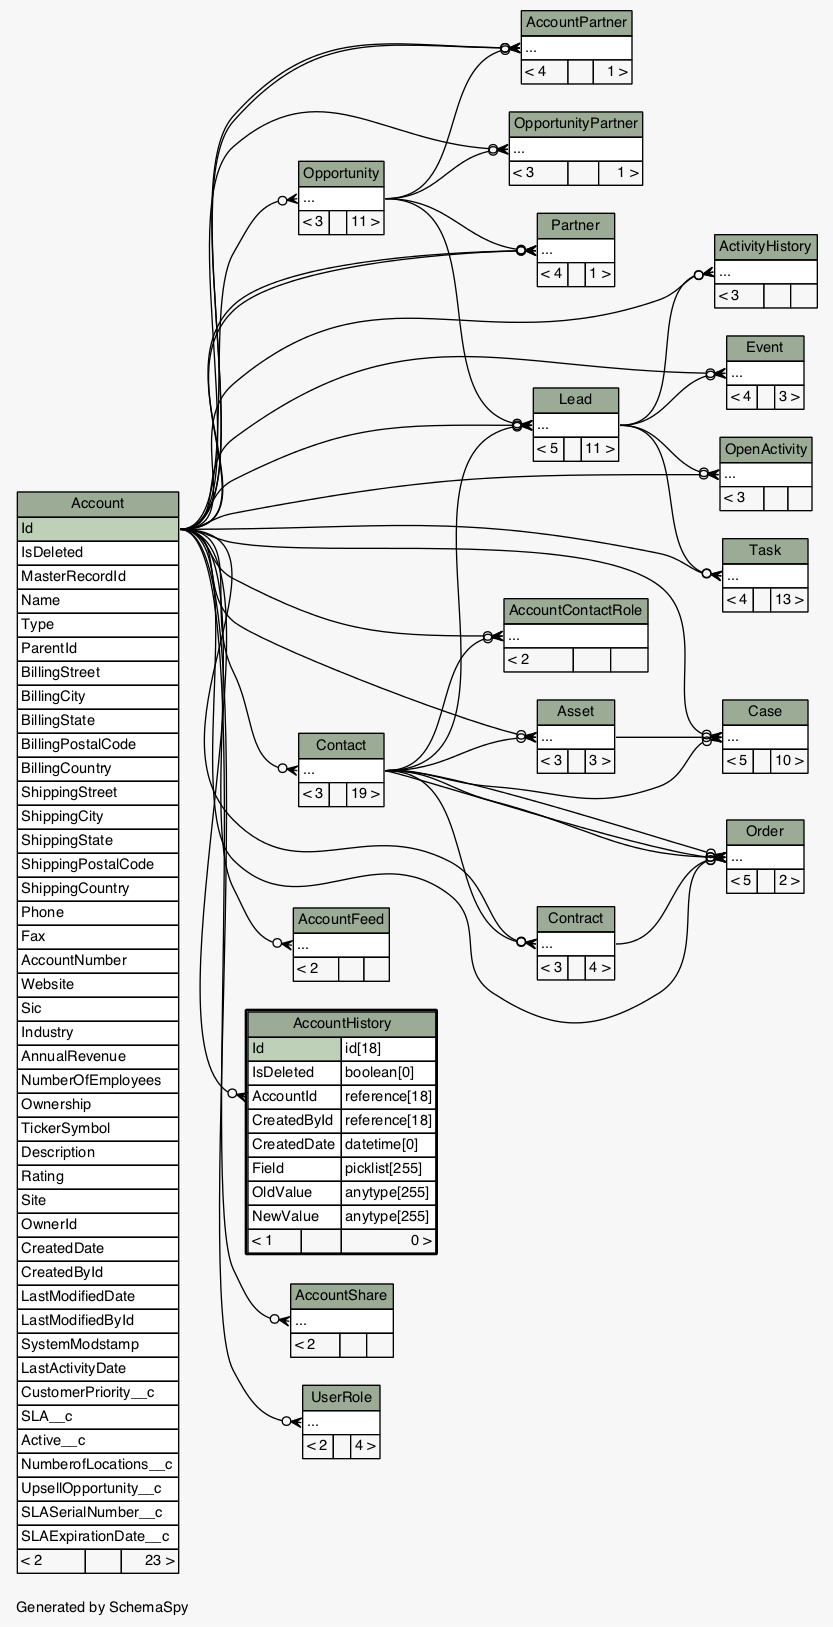 AccountPartner
...
< 4 1 >
OpportunityPartner
...
< 3 1 >
Opportunity
...
< 3 11 >
Partner
...
< 4 1 >
ActivityHistory
...
< 3
Event
...
< 4 3 >
Lead
...
< 5 11 >
OpenActivity
...
< 3
Task
...
< 4 13 >
Account
Id
IsDeleted
MasterRecordId
Name
Type
ParentId
BillingStreet
BillingCity
BillingState
BillingPostalCode
BillingCountry
ShippingStreet
ShippingCity
ShippingState
ShippingPostalCode
ShippingCountry
Phone
Fax
AccountNumber
Website
Sic
Industry
AnnualRevenue
NumberOfEmployees
Ownership
TickerSymbol
Description
Rating
Site
OwnerId
CreatedDate
CreatedById
LastModifiedDate
LastModifiedById
SystemModstamp
LastActivityDate
CustomerPriority__c
SLA__c
Active__c
NumberofLocations__c
UpsellOpportunity__c
SLASerialNumber__c
SLAExpirationDate__c
< 2 23 >
AccountContactRole
...
< 2
Asset
...
< 3 3 >
Case
...
< 5 10 >
Contact
...
< 3 19 >
Order
...
< 5 2 >
AccountFeed
...
< 2
Contract
...
< 3 4 >
AccountHistory
Id id[18]
IsDeleted boolean[0]
AccountId reference[18]
CreatedById reference[18]
CreatedDate datetime[0]
Field picklist[255]
OldValue anytype[255]
NewValue anytype[255]
< 1 0 >
AccountShare
...
< 2
UserRole
...
< 2 4 >
Generated by SchemaSpy